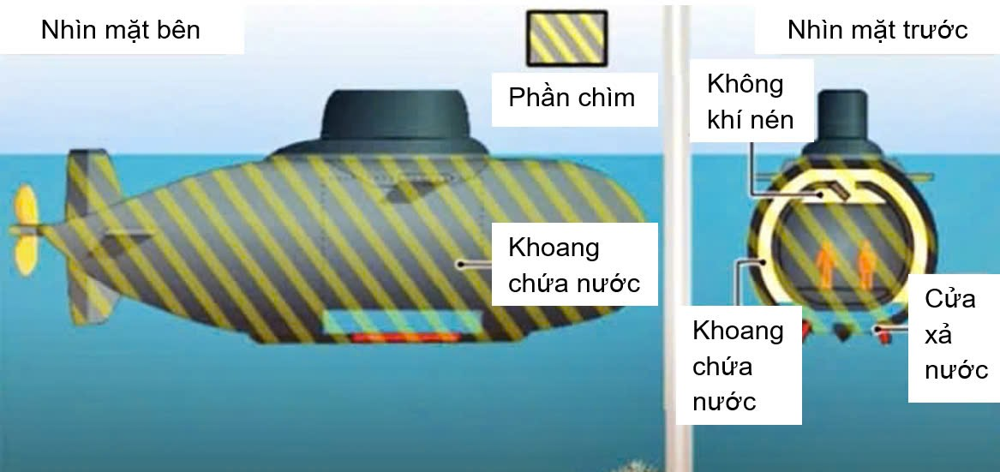 Nhìn mặt bên
Nhìn mặt trước
Phần chìm
Không
khí nén
Khoang
chứa nước
Khoang
chứa
nước
Cửa
xả
nước